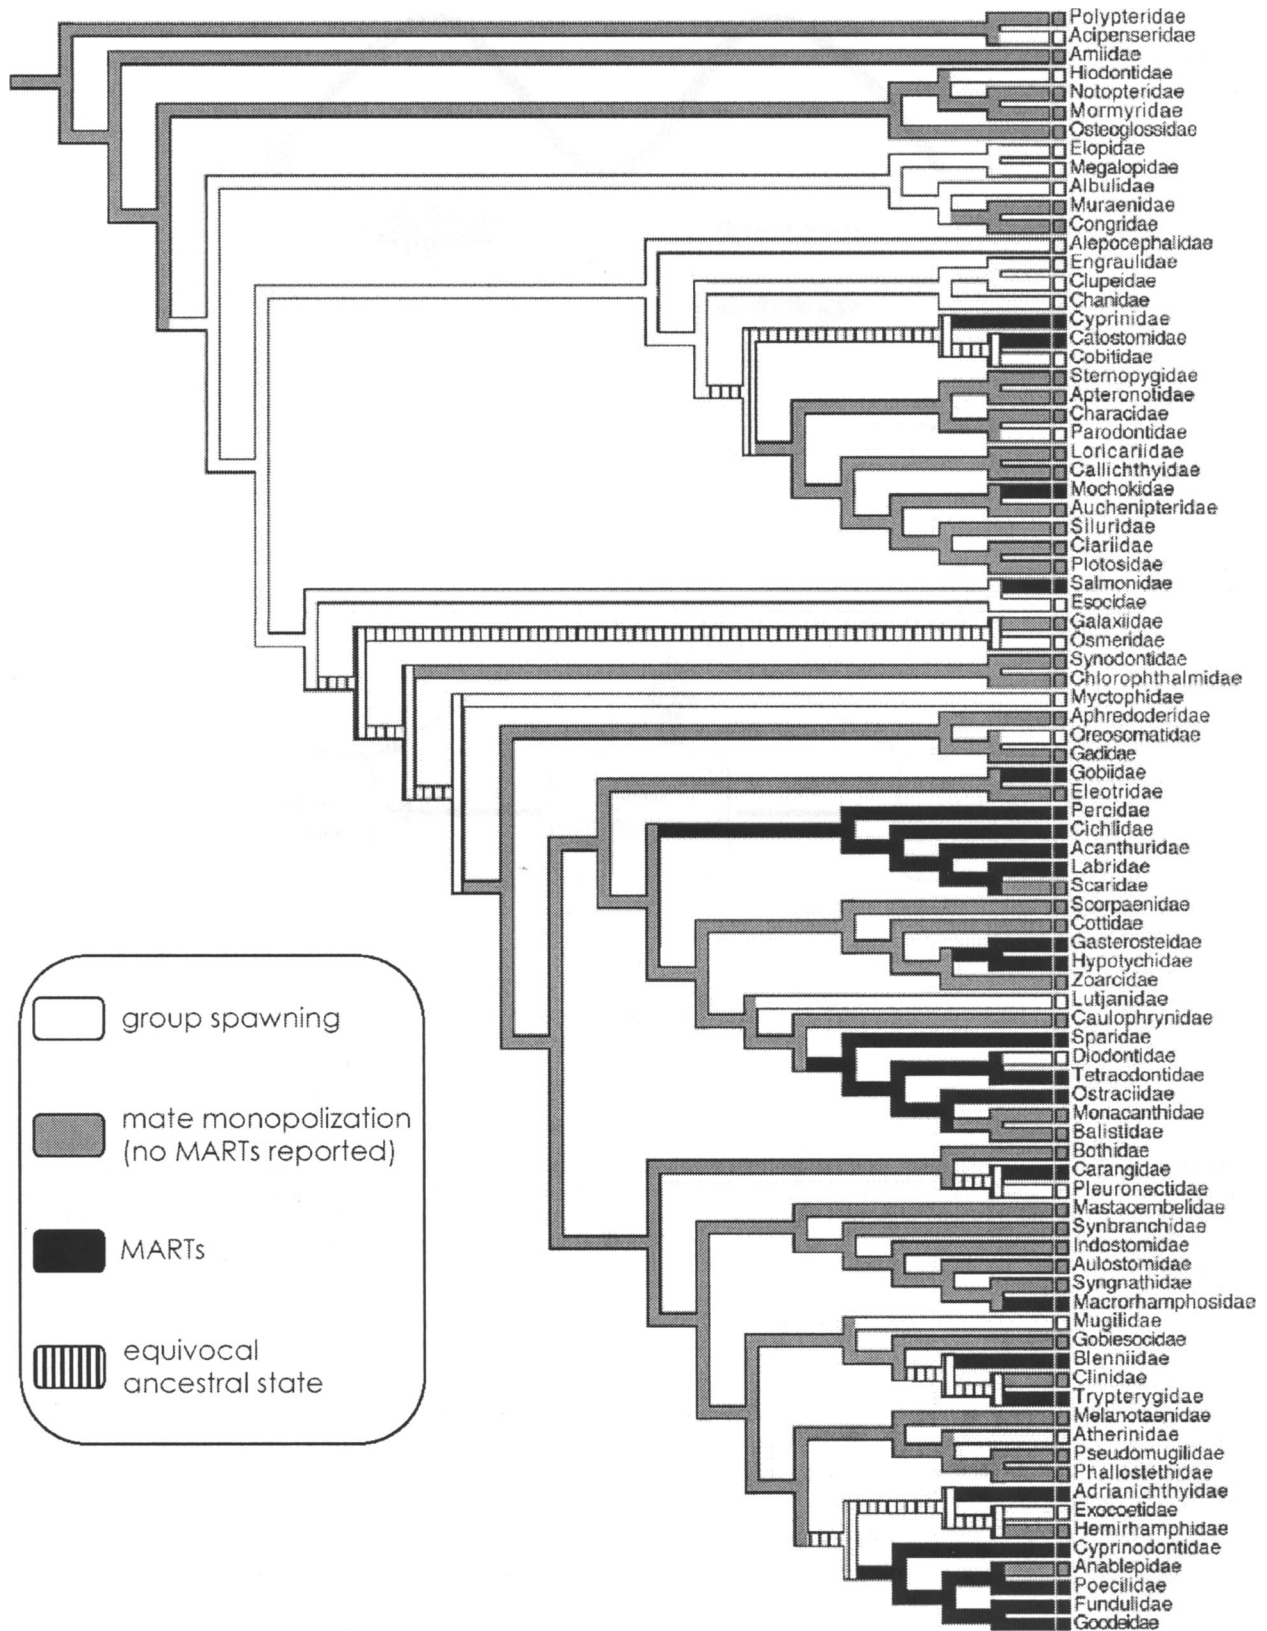 Polypteridae
Acipenseridae
Amiidae
Hiodontidae
Notopteridae
Mormyridae
Osteoglossidae
Elopidae
Megalopidae
Albulidae
Muraenidae
Congridae
Alepocephalidae
Engraulidae
Clupeidae
Chanidae
Cyprinidae
Catostomidae
Cobitidae
Sternopygidae
Apteronotidae
Characidae
Parodontidae
Loricariidae
Callichthyidae
Mochokidae
Auchenipteridae
Siluridae
Clariidae
Plotosidae
Salmonidae
Esocidae
Galaxiidae
Osmeridae
Synodontidae
Chlorophthalmidae
Myctophidae
Aphredoderidae
Oreosomatidae
Gadidae
Gobiidae
Eleotridae
Percidae
Cichlidae
Acanthuridae
Labridae
Scaridae
Scorpaenidae
Cottidae
Gasterosteidae
Hypotychidae
Zoarcidae
Lutjanidae
Caulophrynidae
Sparidae
Diodontidae
Tetraodontidae
Ostraciidae
Monacanthidae
Balistidae
Bothidae
Carangidae
Pleuronectidae
Mastacembelidae
Synbranchidae
Indostomidae
Aulostomidae
Syngnathidae
Macrorhamphosidae
Mugilidae
Gobiesocidae
Blenniidae
Clinidae
Trypterygidae
Melanotaenidae
Atherinidae
Pseudomugilidae
Phallostethidae
Adrianichthyidae
Exocoetidae
Hemirhamphidae
Cyprinodontidae
Anablepidae
Poecilidae
Fundulidae
Goodeidae
group spawning
mate monopolization
(no MARTs reported)
MARTs
equivocal
ancestral state